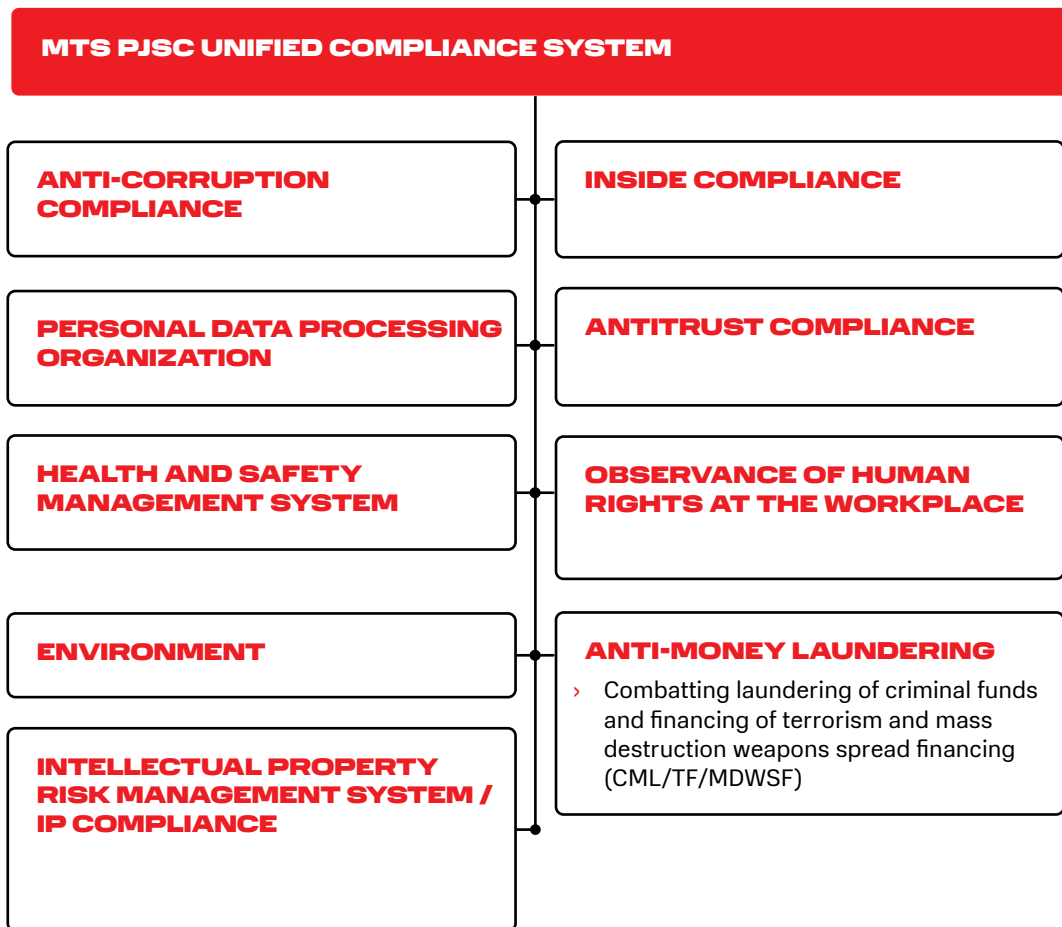 MTS PJSC UNIFIED COMPLIANCE SYSTEM
ANTI-CORRUPTION
COMPLIANCE
INSIDE COMPLIANCE
PERSONAL DATA PROCESSING
ORGANIZATION
ANTITRUST COMPLIANCE
HEALTH AND SAFETY
MANAGEMENT SYSTEM
OBSERVANCE OF HUMAN
RIGHTS AT THE WORKPLACE
ENVIRONMENT
ANTI-MONEY LAUNDERING
› Combatting laundering of criminal funds
and financing of terrorism and mass
destruction weapons spread financing
(CML/TF/MDWSF)
INTELLECTUAL PROPERTY
RISK MANAGEMENT SYSTEM /
IP COMPLIANCE